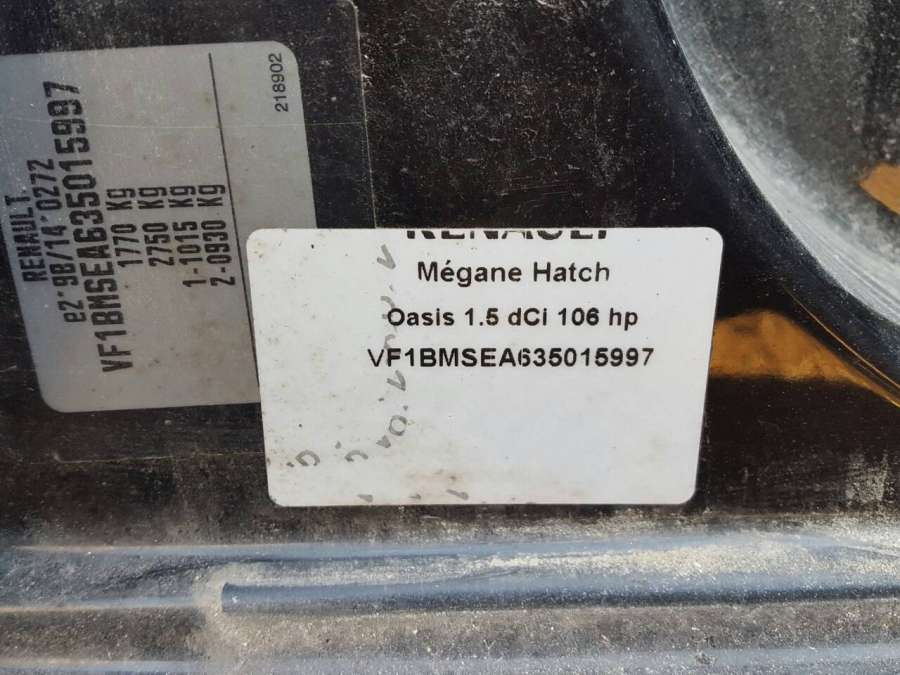 RENAULT
e2*98/14*0272
VF1BMSEA635015997
1770 Kg
2750 Kg
1-1015 Kg
2-0930 Kg
218902
RENAULT
Mégane Hatch
Oasis 1.5 dCi 106 hp
VF1BMSEA635015997